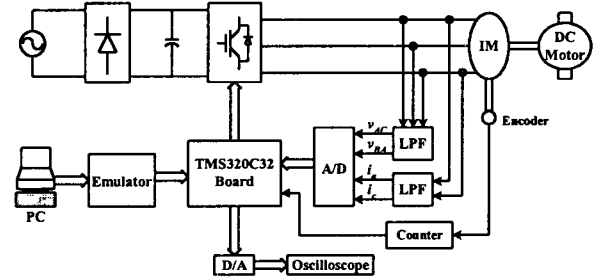 IM
DC
Motor
Encoder
v_AC
v_BA
LPF
A/D
TMS320C32
Board
i_a
i_c
LPF
Emulator
PC
Counter
D/A
Oscilloscope